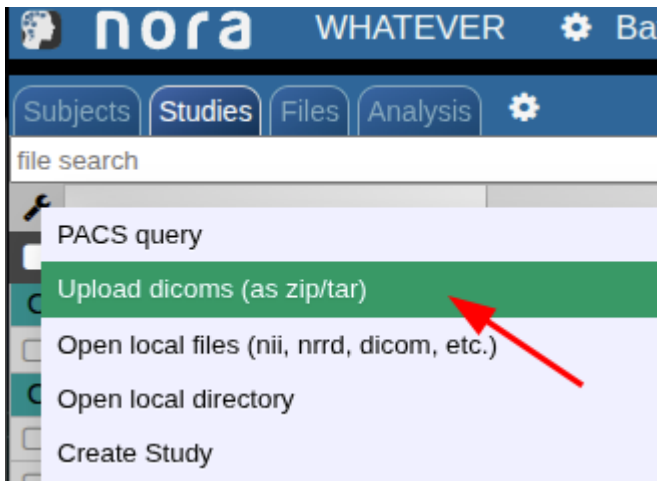 nora WHATEVER Ba
Subjects Studies Files Analysis
file search
PACS query
Upload dicoms (as zip/tar)
Open local files (nii, nrrd, dicom, etc.)
Open local directory
Create Study